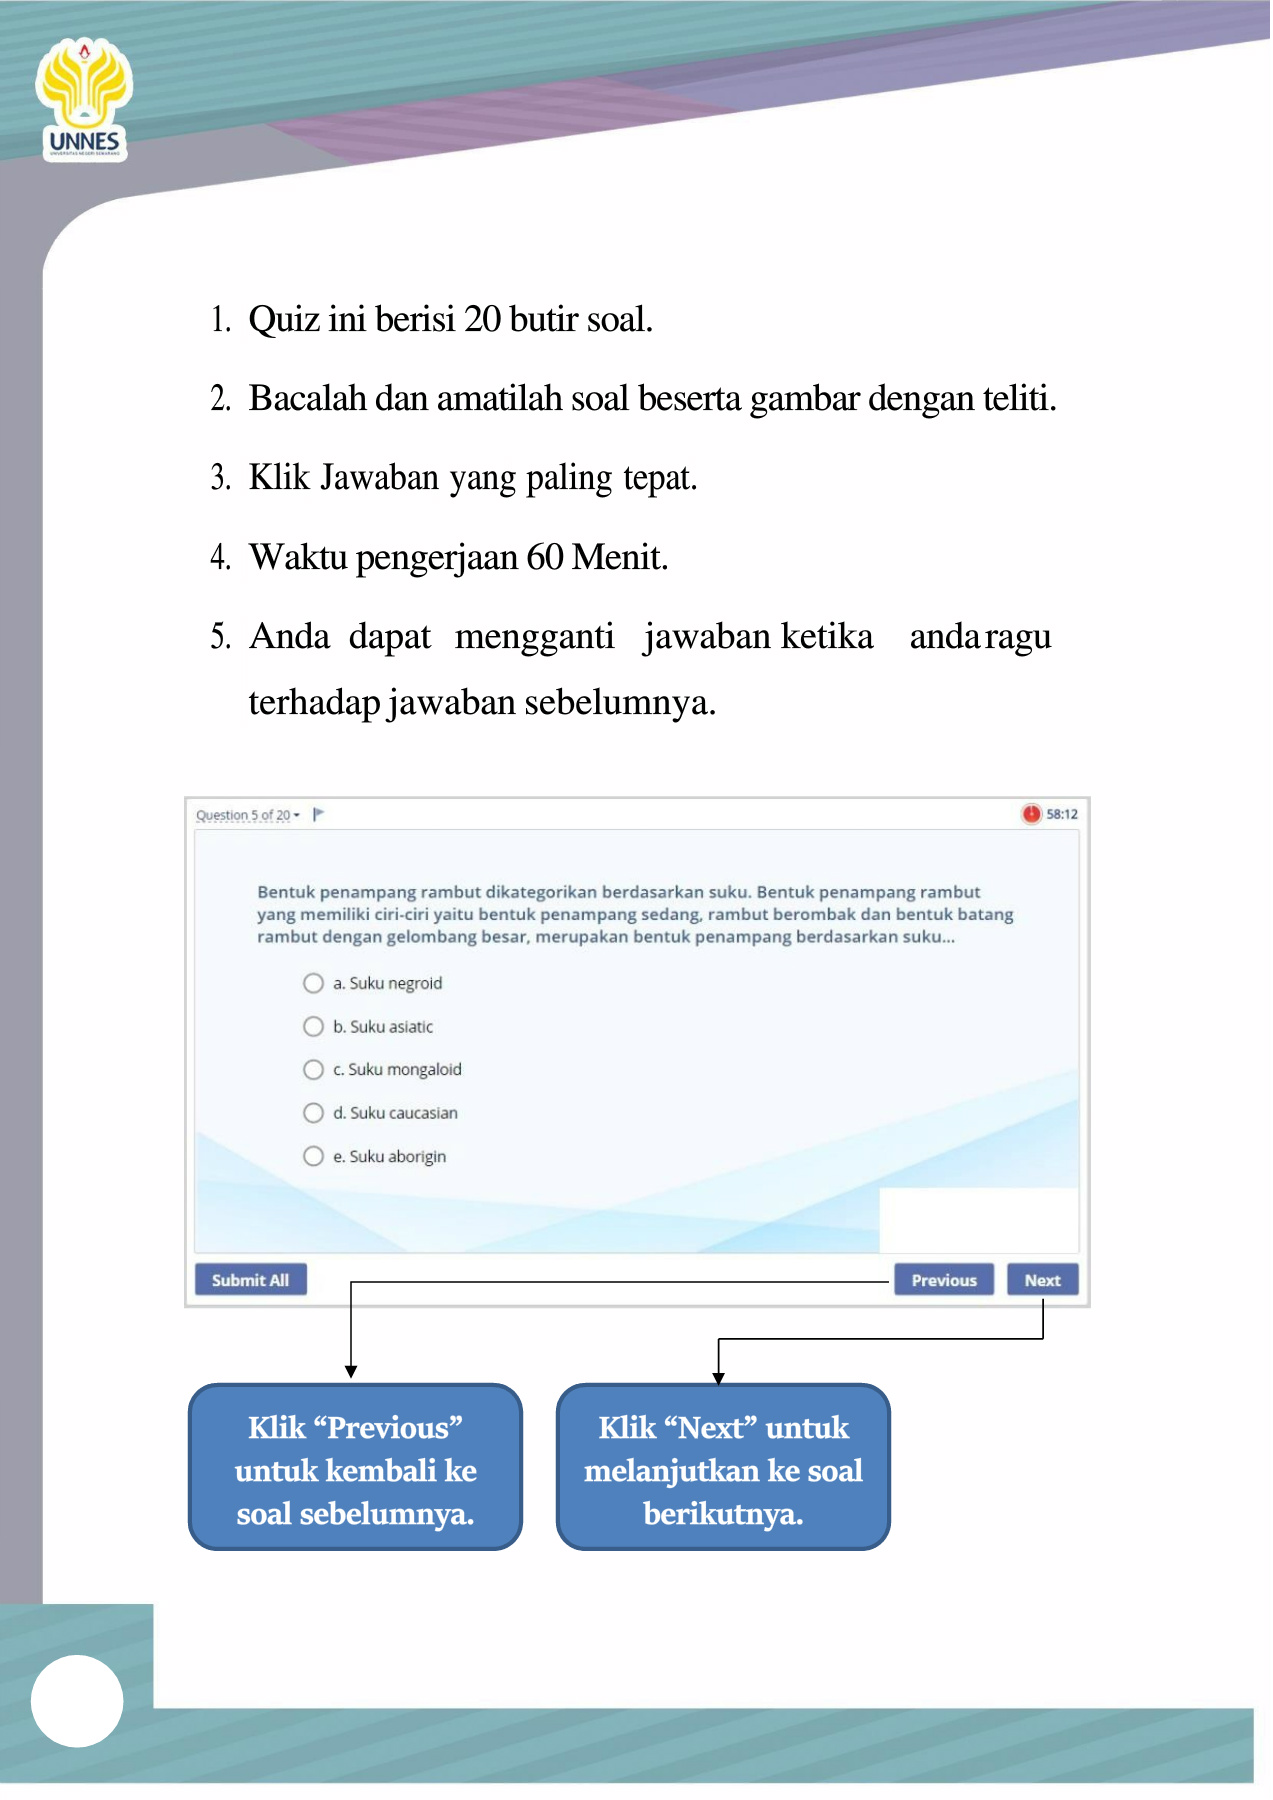 UNNES
UNIVERSITAS NEGERI SEMARANG
1. Quiz ini berisi 20 butir soal.
2. Bacalah dan amatilah soal beserta gambar dengan teliti.
3. Klik Jawaban yang paling tepat.
4. Waktu pengerjaan 60 Menit.
5. Anda dapat mengganti jawaban ketika anda ragu
terhadap jawaban sebelumnya.
Question 5 of 20
58:12
Bentuk penampang rambut dikategorikan berdasarkan suku. Bentuk penampang rambut
yang memiliki ciri-ciri yaitu bentuk penampang sedang, rambut berombak dan bentuk batang
rambut dengan gelombang besar, merupakan bentuk penampang berdasarkan suku...
a. Suku negroid
b. Suku asiatic
c. Suku mongaloid
d. Suku caucasian
e. Suku aborigin
Submit All
Previous
Next
Klik “Previous”
untuk kembali ke
soal sebelumnya.
Klik “Next” untuk
melanjutkan ke soal
berikutnya.